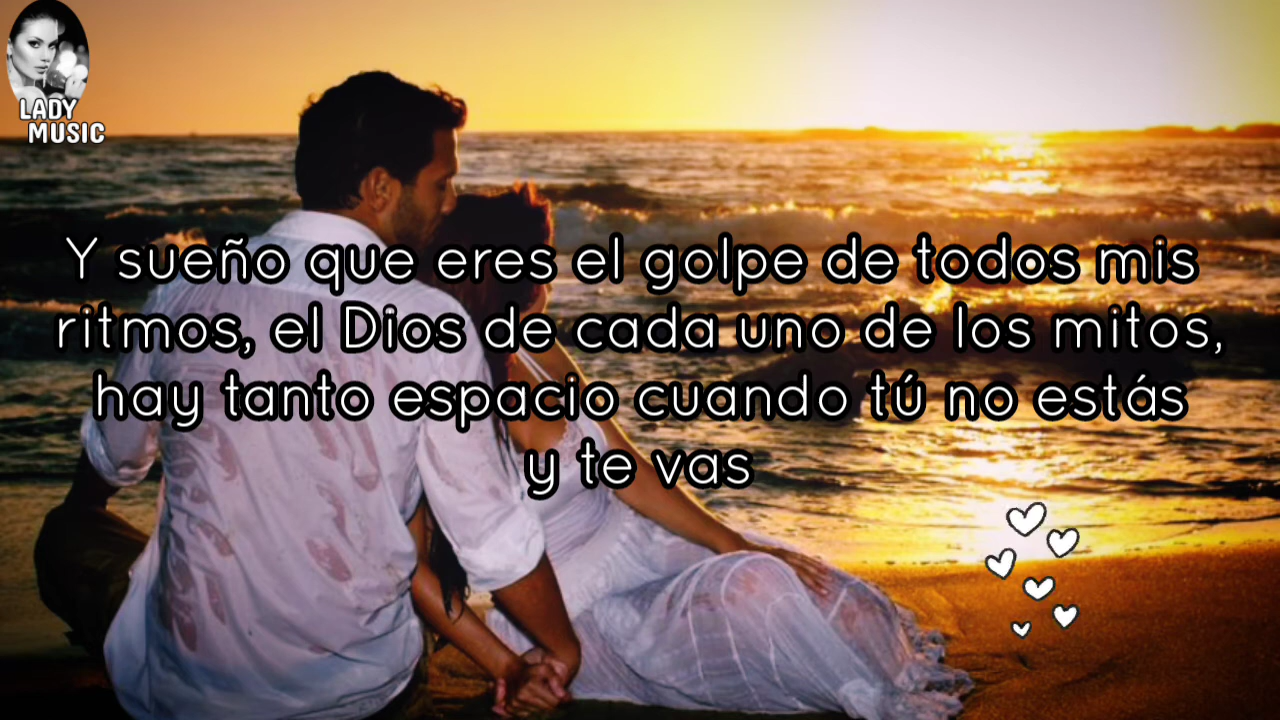 LADY
MUSIC
Y sueño que eres el golpe de todos mis
ritmos, el Dios de cada uno de los mitos,
hay tanto espacio cuando tú no estás
y te vas